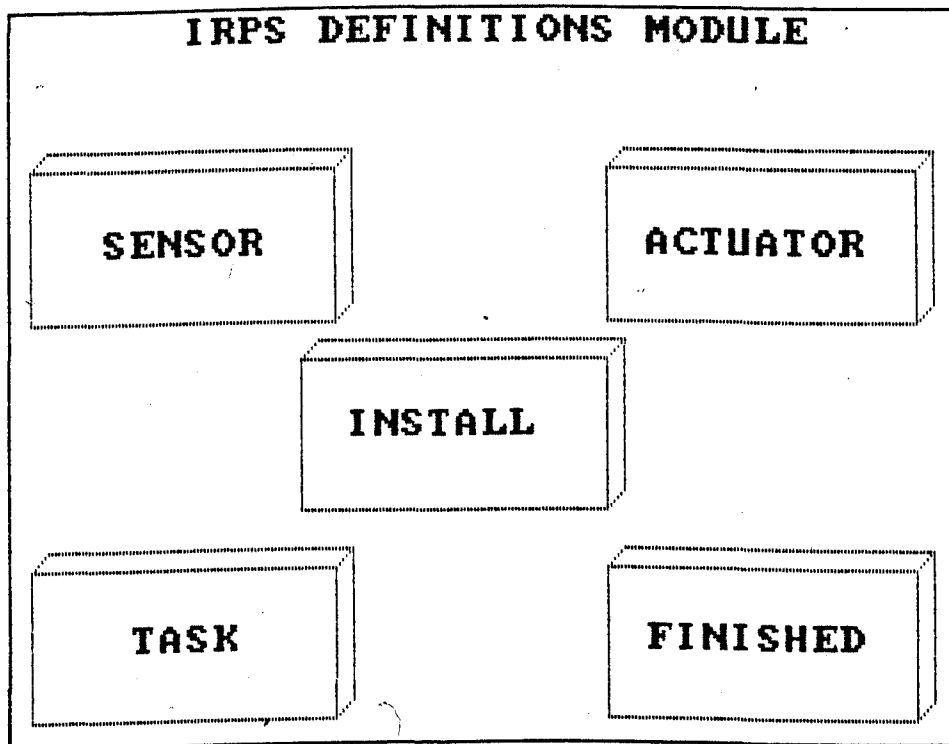 IRPS DEFINITIONS MODULE
SENSOR
ACTUATOR
INSTALL
TASK
FINISHED